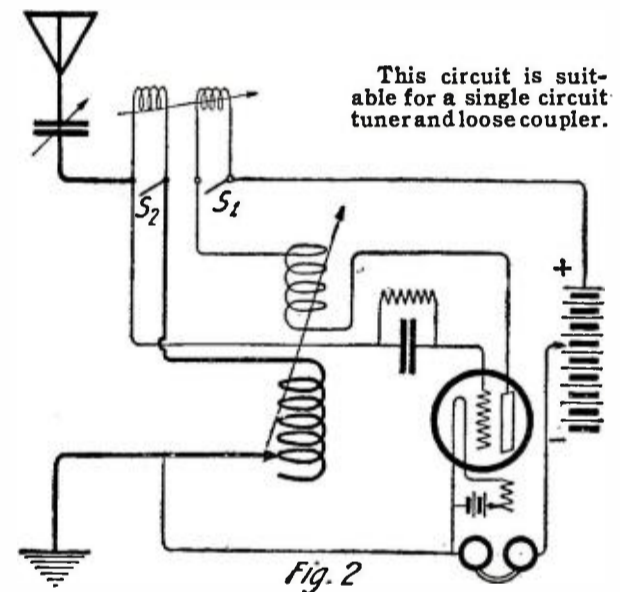 This circuit is suit-
able for a single circuit
tuner and loose coupler.
S2 S1
+
-
Fig. 2